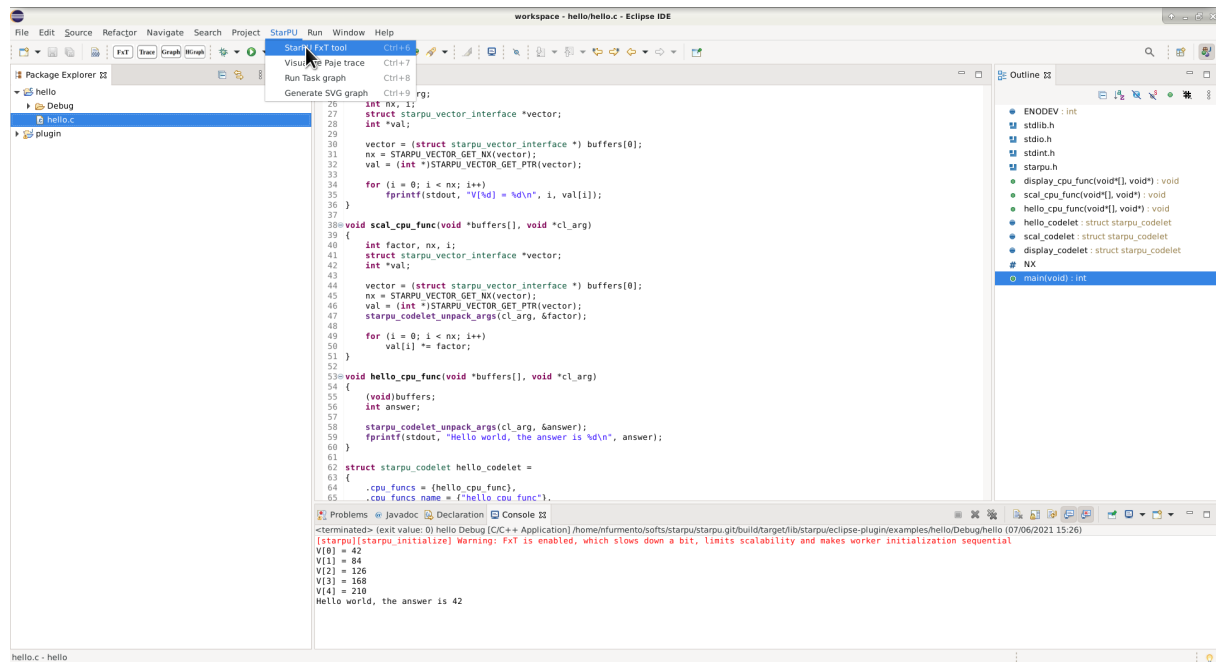 workspace - hello/hello.c - Eclipse IDE
File Edit Source Refactor Navigate Search Project StarPU Run Window Help
FxT Trace Graph HGraph
StarPU FxT tool Ctrl+6
Visualize Paje trace Ctrl+7
Run Task graph Ctrl+8
Generate SVG graph Ctrl+9
Package Explorer
hello
Debug
hello.c
plugin
rg;
26 int nx, i;
27 struct starpu_vector_interface *vector;
28 int *val;
29
30 vector = (struct starpu_vector_interface *) buffers[0];
31 nx = STARPU_VECTOR_GET_NX(vector);
32 val = (int *)STARPU_VECTOR_GET_PTR(vector);
33
34 for (i = 0; i < nx; i++)
35 fprintf(stdout, "V[%d] = %d\n", i, val[i]);
36 }
37
38 void scal_cpu_func(void *buffers[], void *cl_arg)
39 {
40 int factor, nx, i;
41 struct starpu_vector_interface *vector;
42 int *val;
43
44 vector = (struct starpu_vector_interface *) buffers[0];
45 nx = STARPU_VECTOR_GET_NX(vector);
46 val = (int *)STARPU_VECTOR_GET_PTR(vector);
47 starpu_codelet_unpack_args(cl_arg, &factor);
48
49 for (i = 0; i < nx; i++)
50 val[i] *= factor;
51 }
52
53 void hello_cpu_func(void *buffers[], void *cl_arg)
54 {
55 (void)buffers;
56 int answer;
57
58 starpu_codelet_unpack_args(cl_arg, &answer);
59 fprintf(stdout, "Hello world, the answer is %d\n", answer);
60 }
61
62 struct starpu_codelet hello_codelet =
63 {
64 .cpu_funcs = {hello_cpu_func},
65 .cpu_funcs_name = {"hello_cpu_func"},
Outline
ENODEV : int
stdlib.h
stdio.h
stdint.h
starpu.h
display_cpu_func(void*[], void*) : void
scal_cpu_func(void*[], void*) : void
hello_cpu_func(void*[], void*) : void
hello_codelet : struct starpu_codelet
scal_codelet : struct starpu_codelet
display_codelet : struct starpu_codelet
# NX
main(void) : int
Problems Javadoc Declaration Console
<terminated> (exit value: 0) hello Debug [C/C++ Application] /home/nfurmento/softs/starpu/starpu.git/build/target/lib/starpu/eclipse-plugin/examples/hello/Debug/hello (07/06/2021 15:26)
[starpu][starpu_initialize] Warning: FxT is enabled, which slows down a bit, limits scalability and makes worker initialization sequential
V[0] = 42
V[1] = 84
V[2] = 126
V[3] = 168
V[4] = 210
Hello world, the answer is 42
hello.c - hello